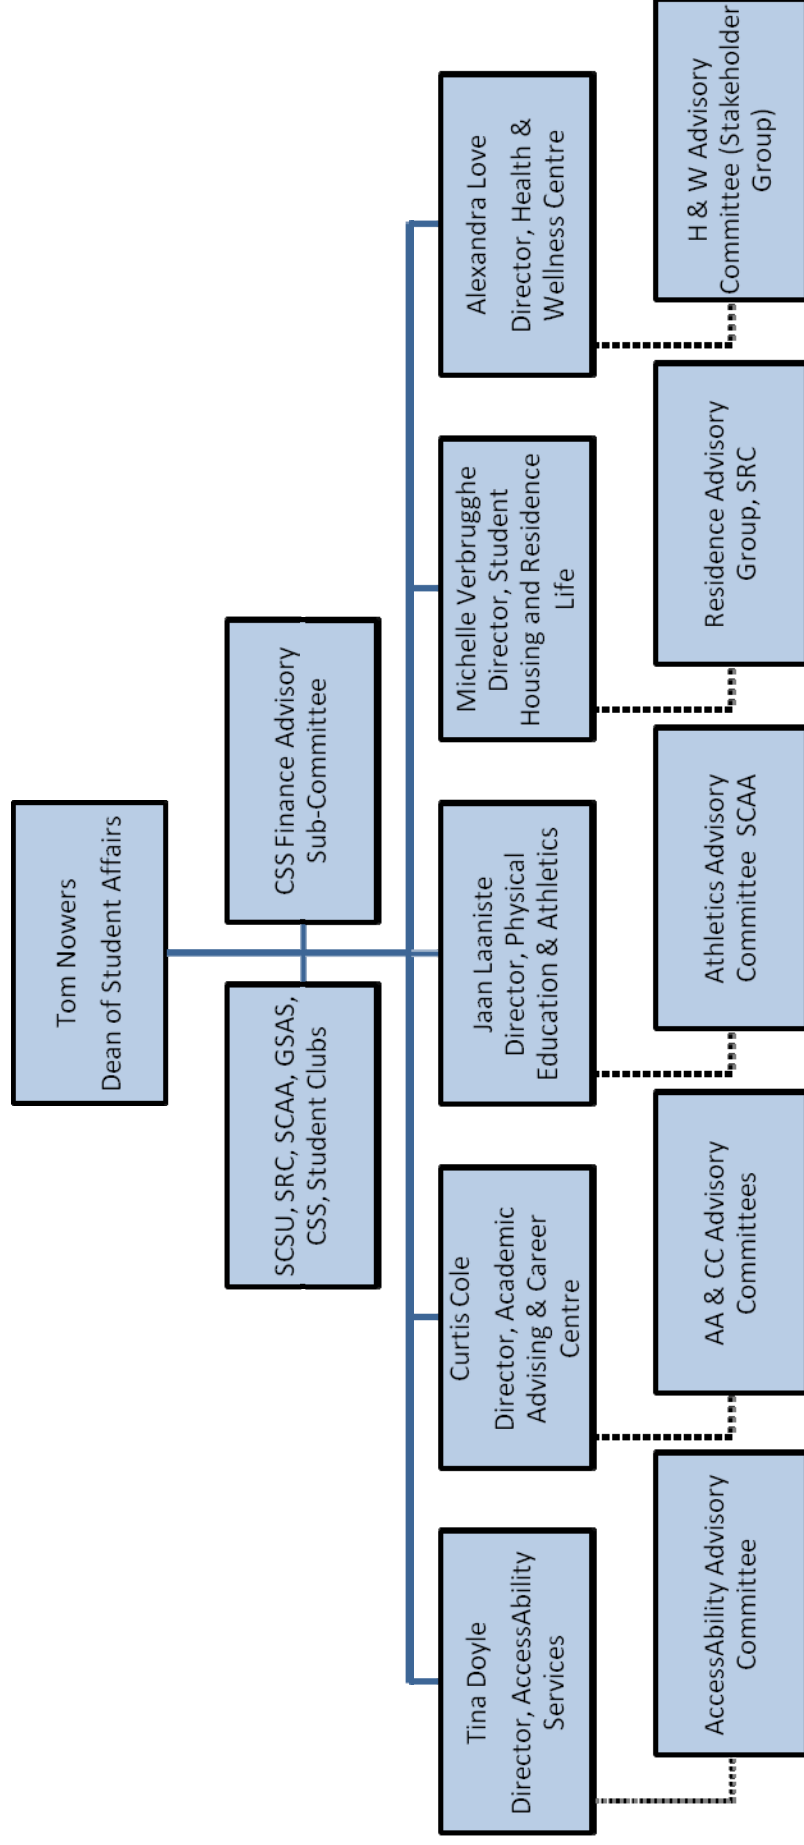 Tom Nowers
Dean of Student Affairs
SCSU, SRC, SCAA, GSAS,
CSS, Student Clubs
CSS Finance Advisory
Sub-Committee
Tina Doyle
Director, AccessAbility
Services
Curtis Cole
Director, Academic
Advising & Career
Centre
Jaan Laaniste
Director, Physical
Education & Athletics
Michelle Verbrugghe
Director, Student
Housing and Residence
Life
Alexandra Love
Director, Health &
Wellness Centre
AccessAbility Advisory
Committee
AA & CC Advisory
Committees
Athletics Advisory
Committee SCAA
Residence Advisory
Group, SRC
H & W Advisory
Committee (Stakeholder
Group)